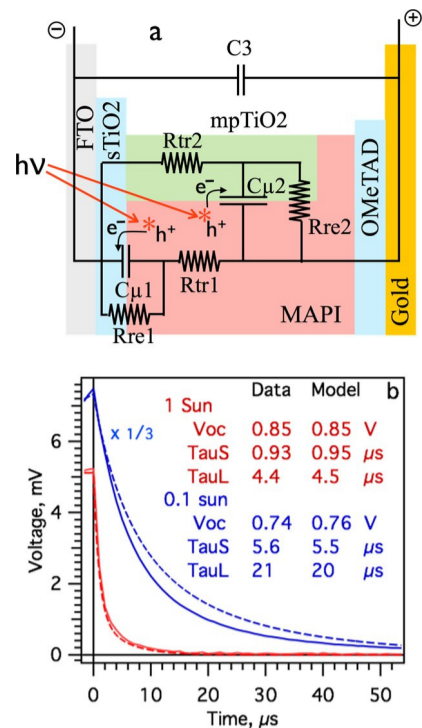 ⊖
a
⊕
C3
mpTiO2
FTO
sTiO2
Rtr2
OMeTAD
Gold
hν
e⁻
h⁺
e⁻
h⁺
Cμ2
Rre2
Cμ1
Rtr1
Rre1
MAPI
b
Data Model
1 Sun
Voc 0.85 0.85 V
TauS 0.93 0.95 μs
TauL 4.4 4.5 μs
0.1 sun
Voc 0.74 0.76 V
TauS 5.6 5.5 μs
TauL 21 20 μs
x 1/3
Voltage, mV
6
4
2
0
0 10 20 30 40 50
Time, μs